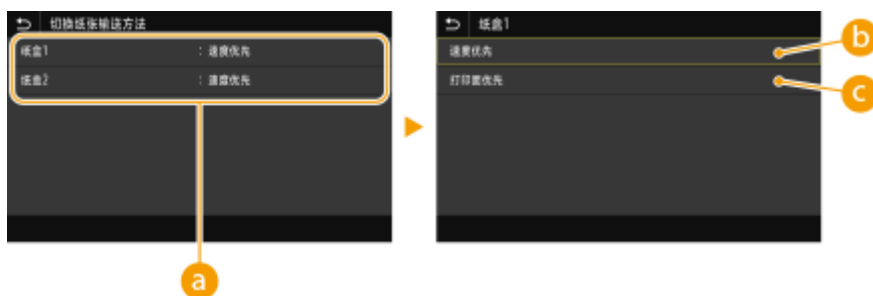 切换纸张输送方法
纸盒1 : 速度优先
纸盒2 : 速度优先
a
纸盒1
速度优先
打印面优先
b
c